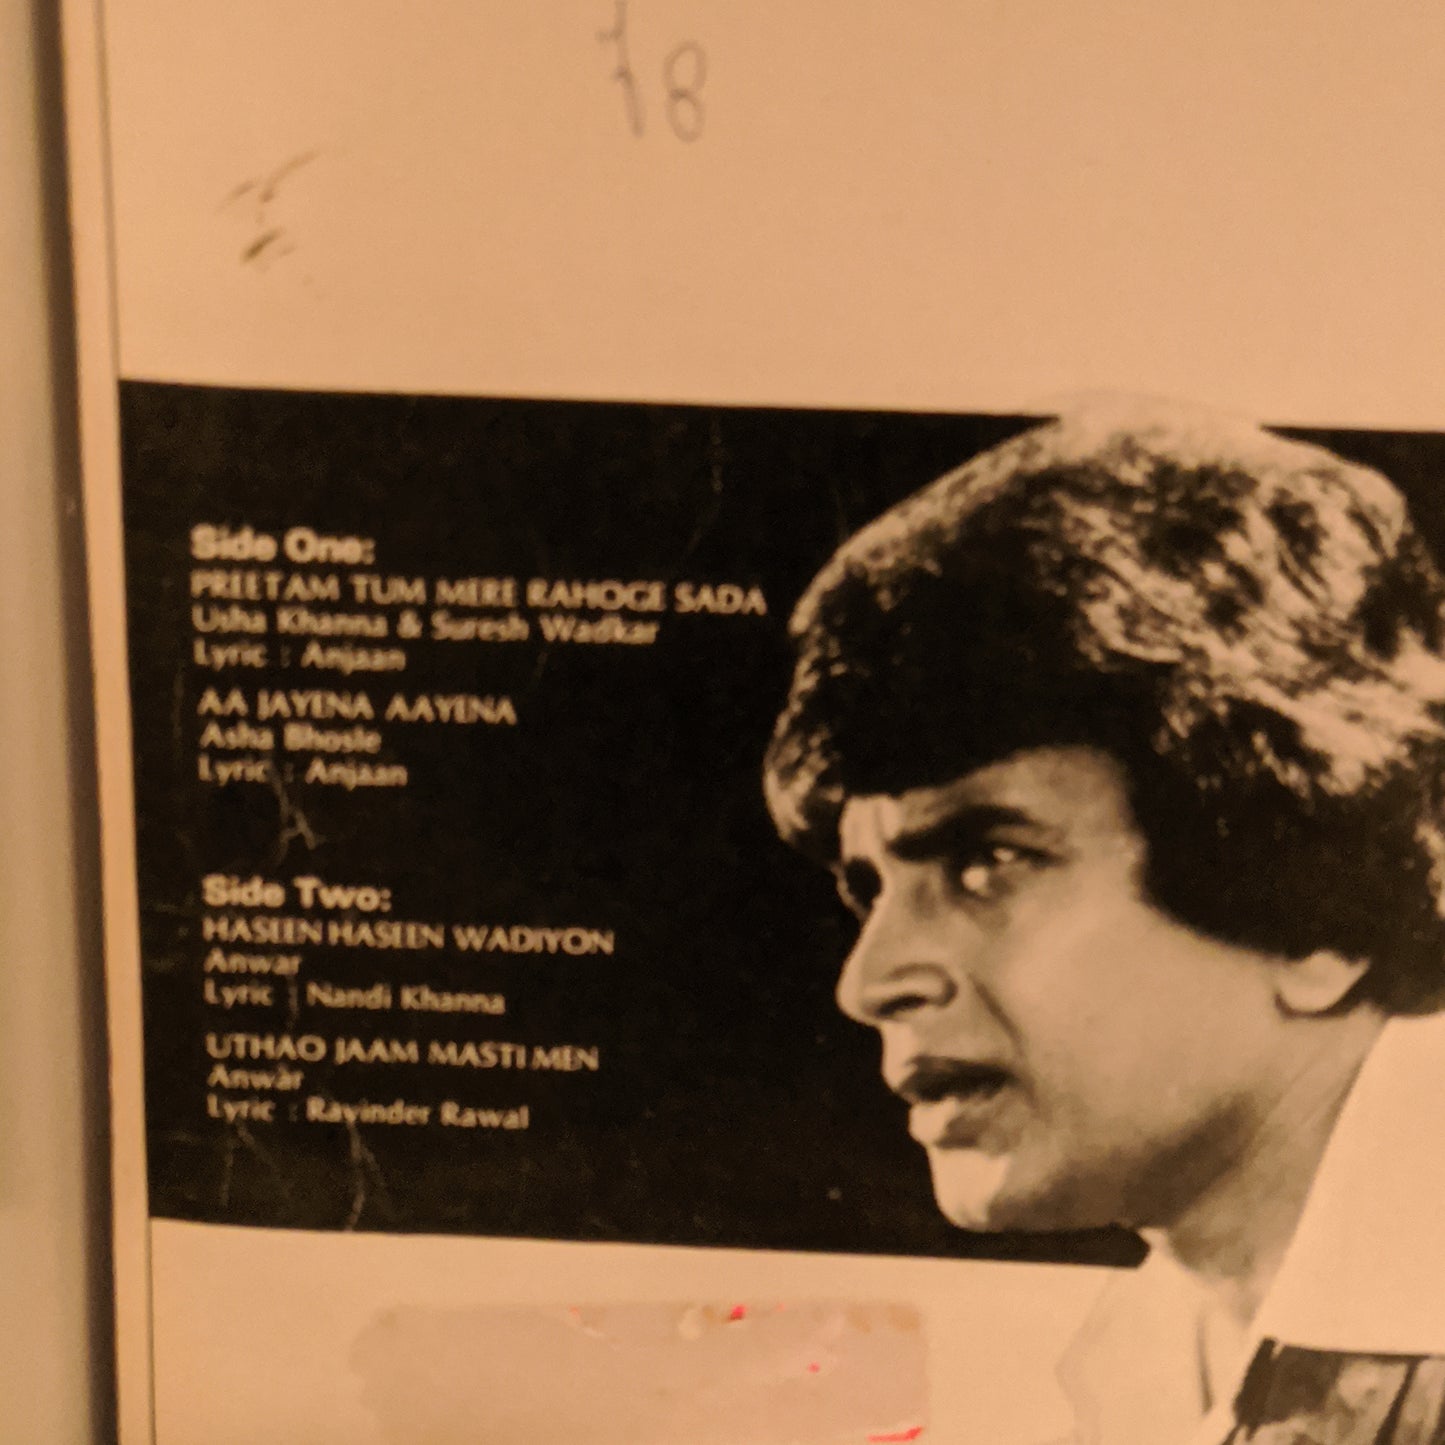 18
Side One:
PREETAM TUM MERE RAHOGE SADA
Usha Khanna & Suresh Wadkar
Lyric : Anjaan
AA JAYENA AAYENA
Asha Bhosle
Lyric : Anjaan
Side Two:
HASEEN HASEEN WADIYON
Anwar
Lyric : Nandi Khanna
UTHAO JAAM MASTI MEN
Anwar
Lyric : Ravinder Rawal